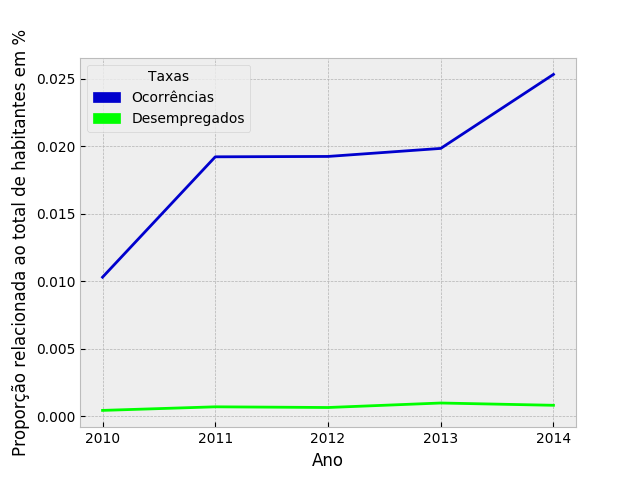 Proporção relacionada ao total de habitantes em %
0.025
0.020
0.015
0.010
0.005
0.000
Taxas
Ocorrências
Desempregados
2010 2011 2012 2013 2014
Ano